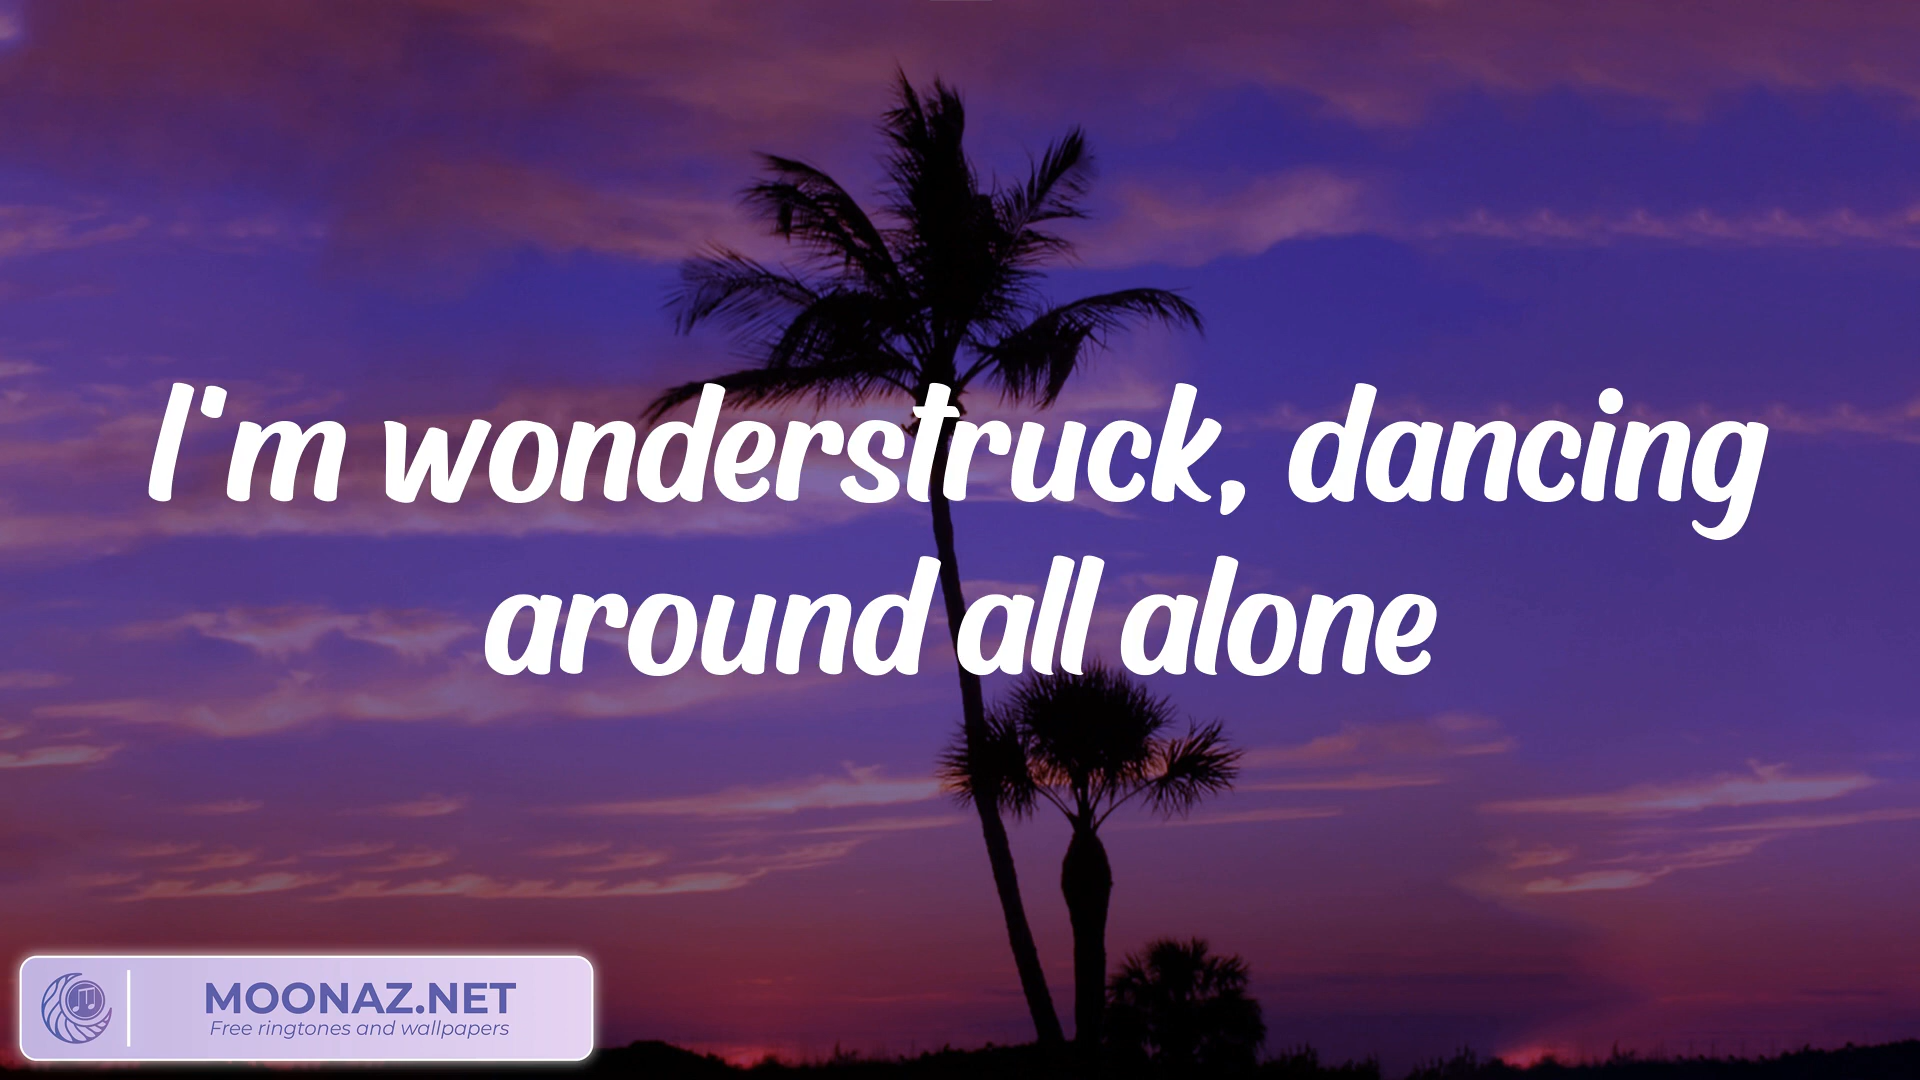 I'm wonderstruck, dancing
around all alone
MOONAZ.NET
Free ringtones and wallpapers